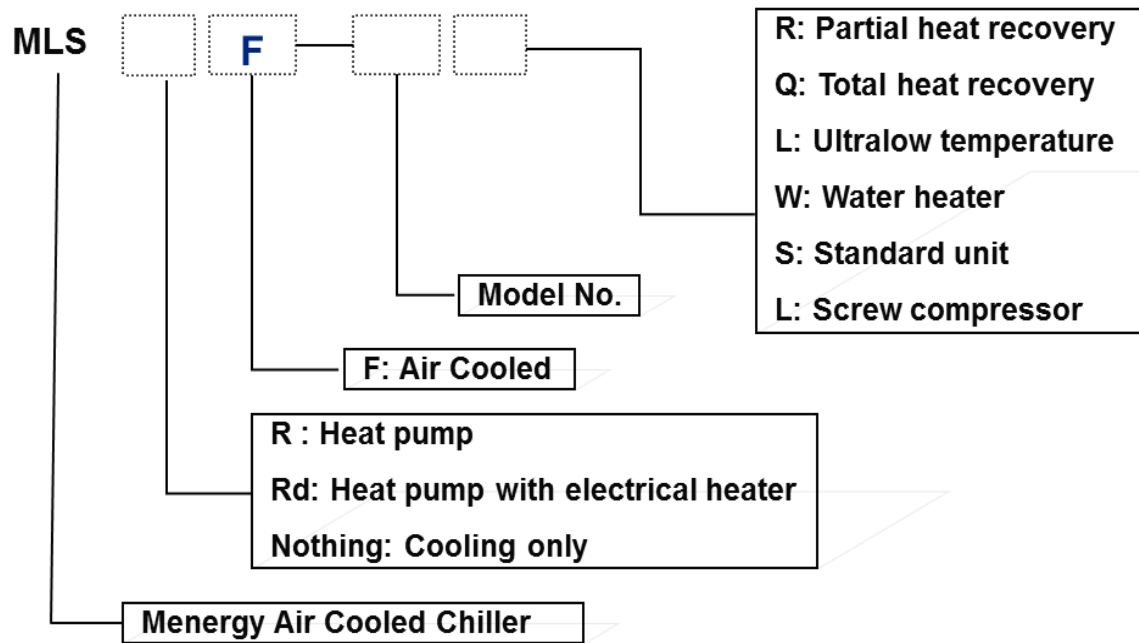 MLS F
R: Partial heat recovery
Q: Total heat recovery
L: Ultralow temperature
W: Water heater
S: Standard unit
L: Screw compressor
Model No.
F: Air Cooled
R : Heat pump
Rd: Heat pump with electrical heater
Nothing: Cooling only
Menergy Air Cooled Chiller